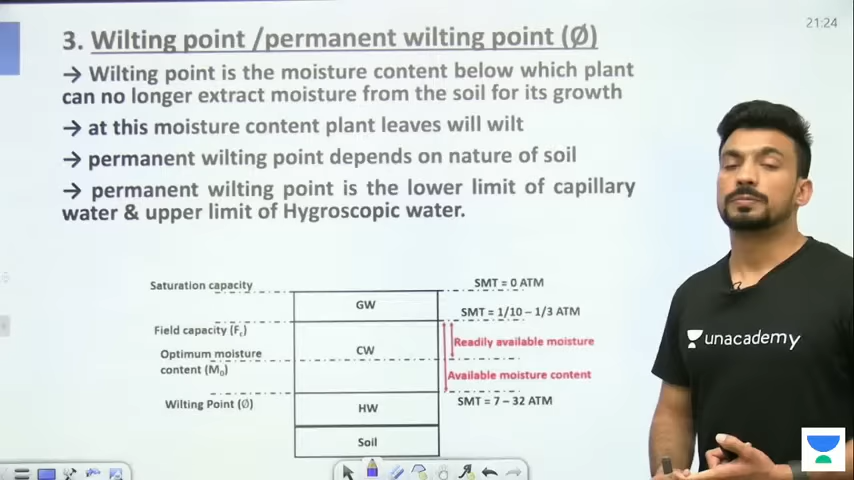 21:24
3. Wilting point /permanent wilting point (Ø)
→ Wilting point is the moisture content below which plant
can no longer extract moisture from the soil for its growth
→ at this moisture content plant leaves will wilt
→ permanent wilting point depends on nature of soil
→ permanent wilting point is the lower limit of capillary
water & upper limit of Hygroscopic water.
Saturation capacity
SMT = 0 ATM
GW
SMT = 1/10 – 1/3 ATM
Field capacity (Fc)
Readily available moisture
CW
Optimum moisture
content (M₀)
Available moisture content
Wilting Point (Ø)
HW
SMT = 7 – 32 ATM
Soil
unacademy